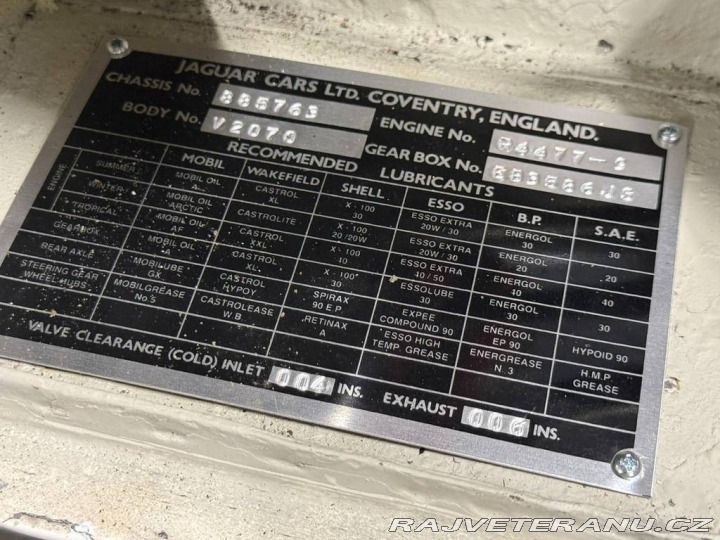 JAGUAR CARS LTD. COVENTRY, ENGLAND.
CHASSIS No. 885763 ENGINE No. R4477-9
BODY No. V2070 GEAR BOX No.
RECOMMENDED LUBRICANTS
MOBIL WAKEFIELD SHELL ESSO B.P. S.A.E.
ENGINE
SUMMER MOBIL OIL A CASTROL XL X - 100 30 ESSO EXTRA 20W / 30 ENERGOL 30 30
WINTER MOBIL OIL ARCTIC CASTROLITE X - 100 20 / 20W ESSO EXTRA 20W / 30 ENERGOL 20 20
TROPICAL MOBIL OIL AF CASTROL XXL X - 100 40 ESSO EXTRA 40 / 50 ENERGOL 40 40
GEARBOX MOBIL OIL A CASTROL XL X - 100 30 ESSOLUBE 30 ENERGOL 30 30
REAR AXLE MOBILUBE GX CASTROL HYPOY SPIRAX 90 E.P EXPEE COMPOUND 90 ENERGOL EP 90 HYPOID 90
STEERING GEAR WHEEL HUBS MOBILGREASE No 5 CASTROLEASE W.B. RETINAX A ESSO HIGH TEMP. GREASE ENERGREASE N. 3 H.M.P GREASE
VALVE CLEARANCE (COLD) INLET 004 INS. EXHAUST 006 INS.
RAJVETERANU.CZ